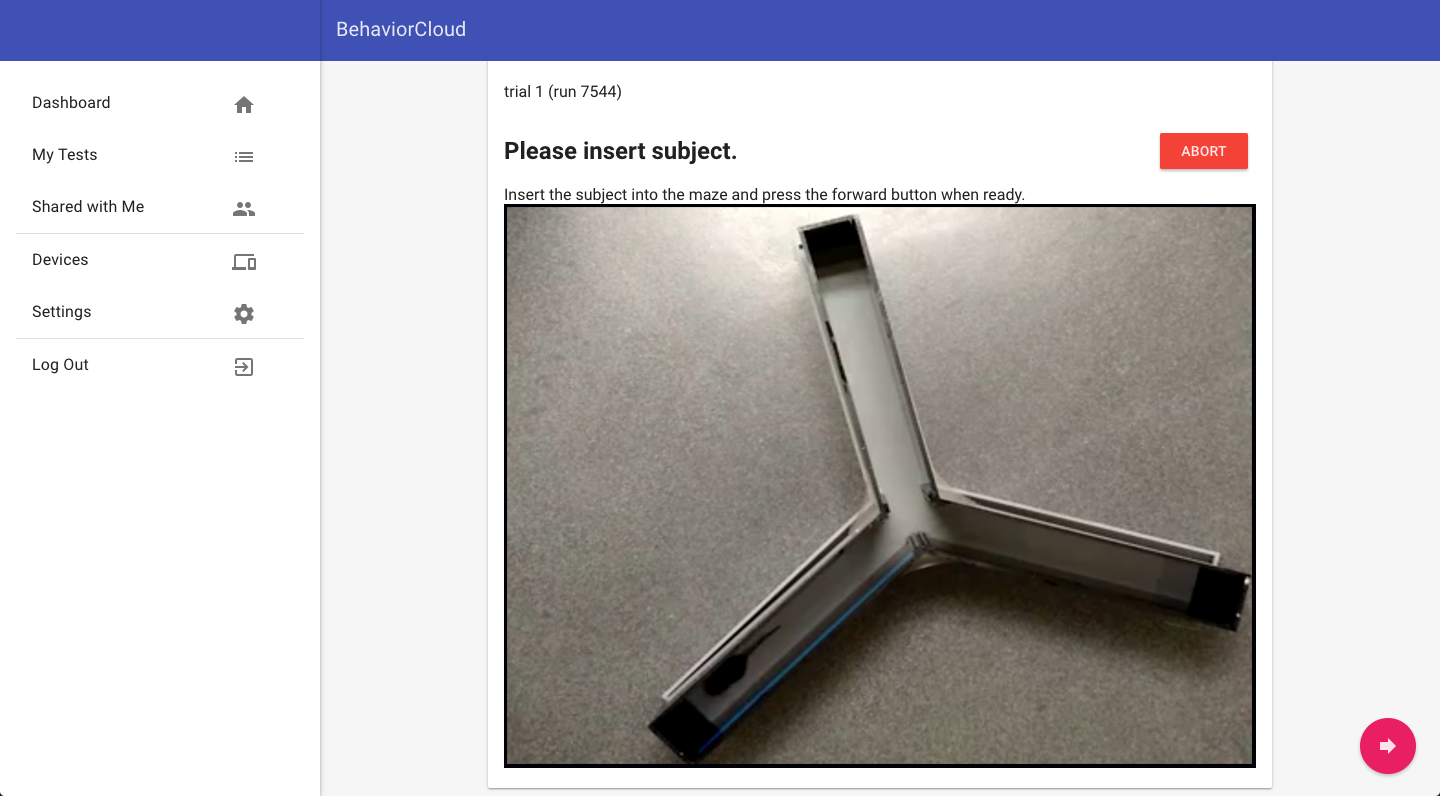 BehaviorCloud
Dashboard
My Tests
Shared with Me
Devices
Settings
Log Out
trial 1 (run 7544)
Please insert subject.
ABORT
Insert the subject into the maze and press the forward button when ready.